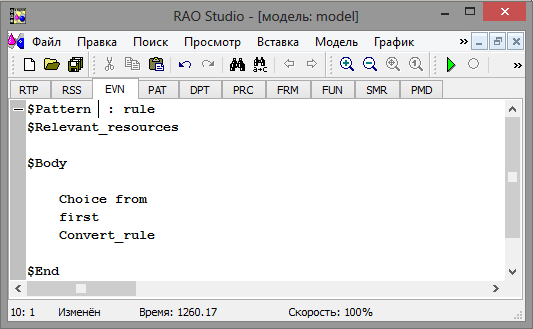 RAO Studio - [модель: model]
Файл Правка Поиск Просмотр Вставка Модель График »
»
RTP RSS EVN PAT DPT PRC FRM FUN SMR PMD
$Pattern : rule
$Relevant_resources
$Body
Choice from
first
Convert_rule
$End
10: 1 Изменён Время: 1260.17 Скорость: 100%